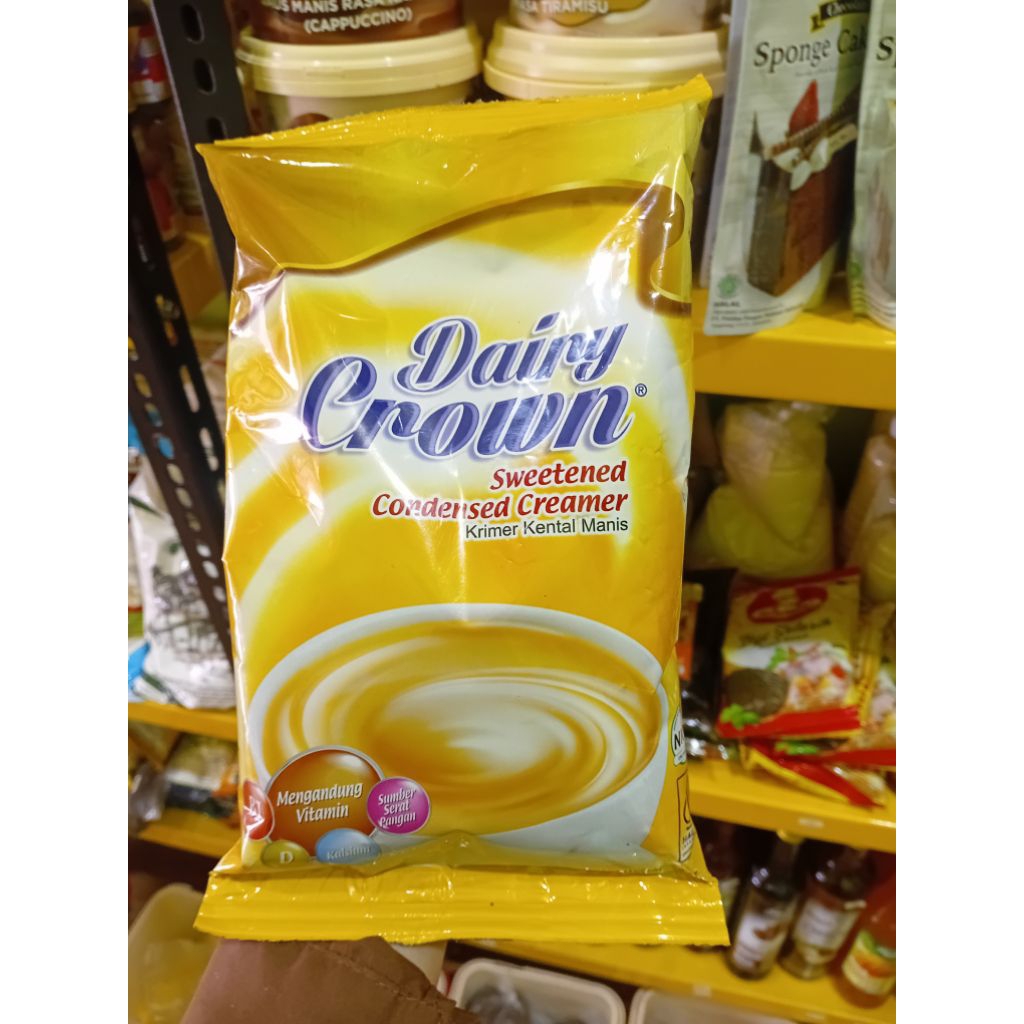 MANIS RASA
(CAPPUCCINO)
TIRAMISU
Sponge Cake
Dairy
Crown®
Sweetened
Condensed Creamer
Krimer Kental Manis
Mengandung
Vitamin
Sumber
Serat
Pangan
D
Kalsium